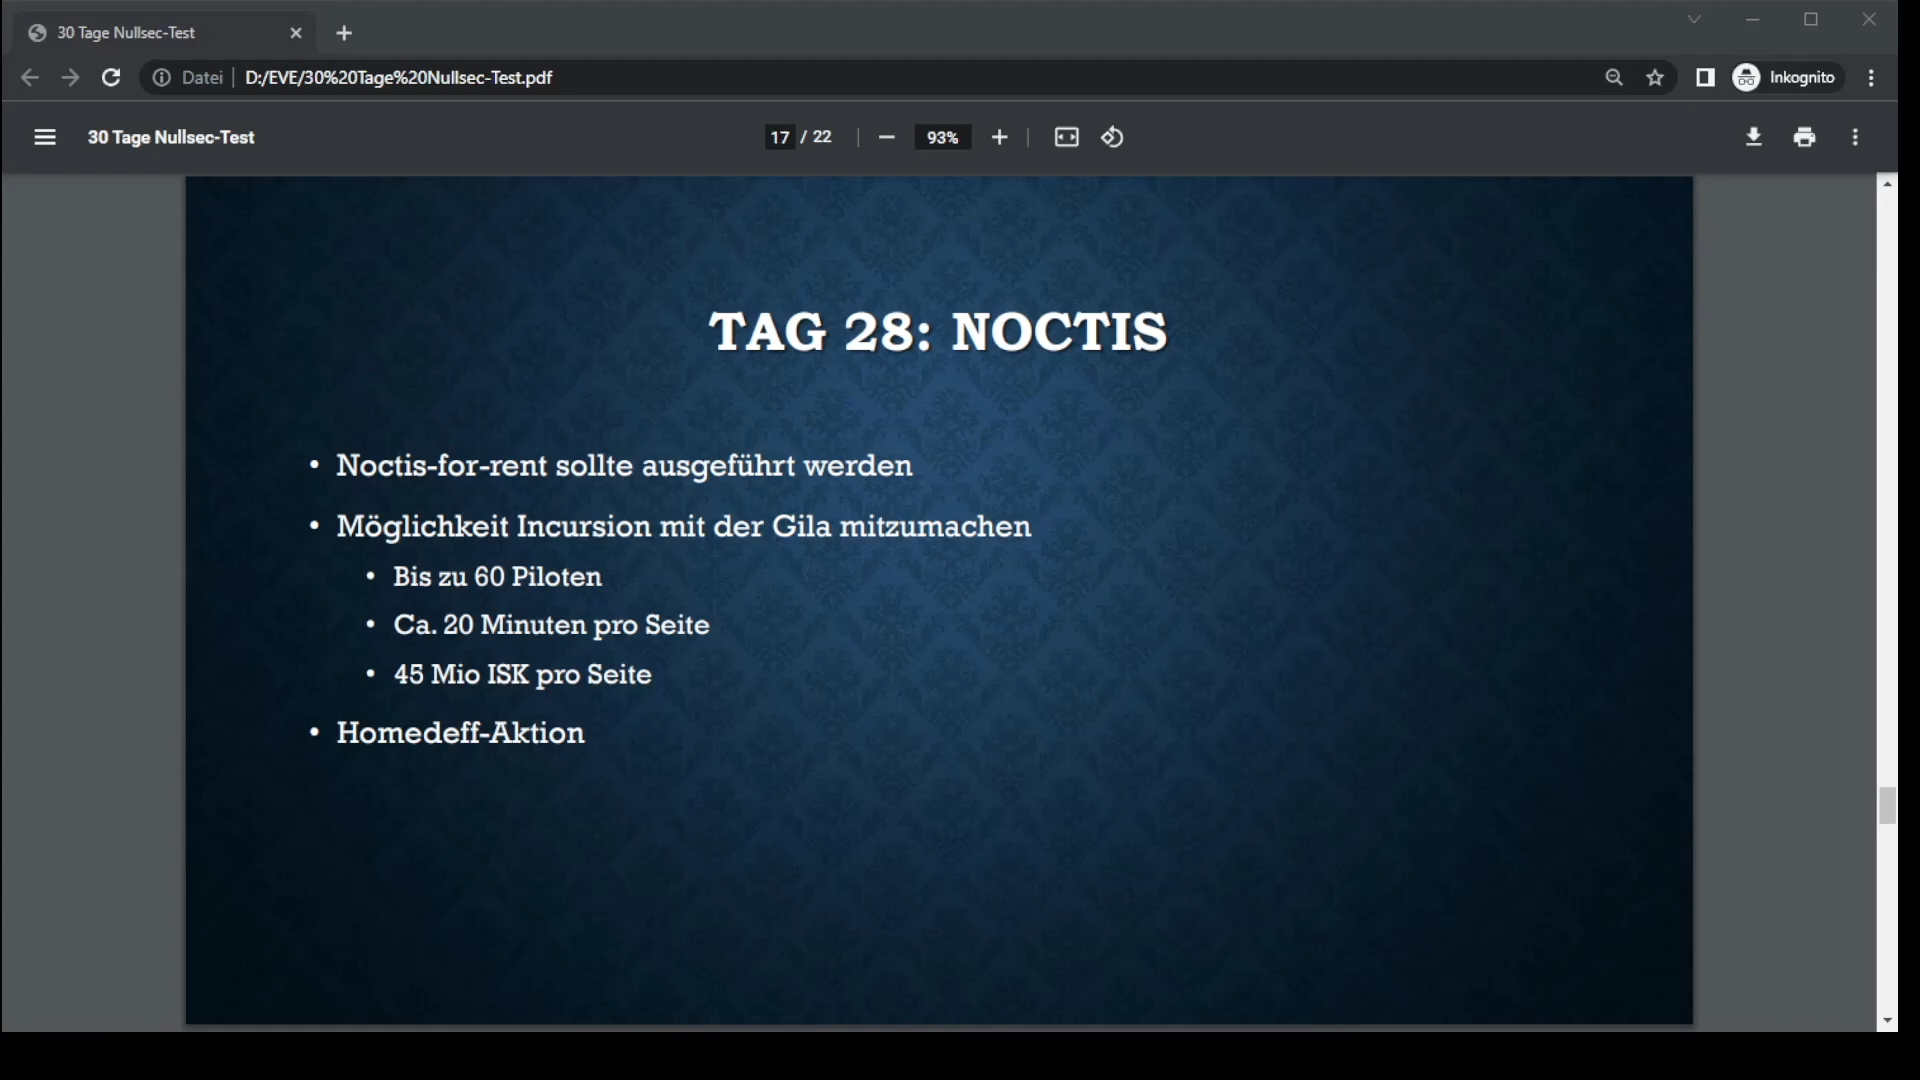 30 Tage Nullsec-Test
Datei
D:/EVE/30%20Tage%20Nullsec-Test.pdf
Inkognito
30 Tage Nullsec-Test
17 / 22
93%
TAG 28: NOCTIS
• Noctis-for-rent sollte ausgeführt werden
• Möglichkeit Incursion mit der Gila mitzumachen
• Bis zu 60 Piloten
• Ca. 20 Minuten pro Seite
• 45 Mio ISK pro Seite
• Homedeff-Aktion